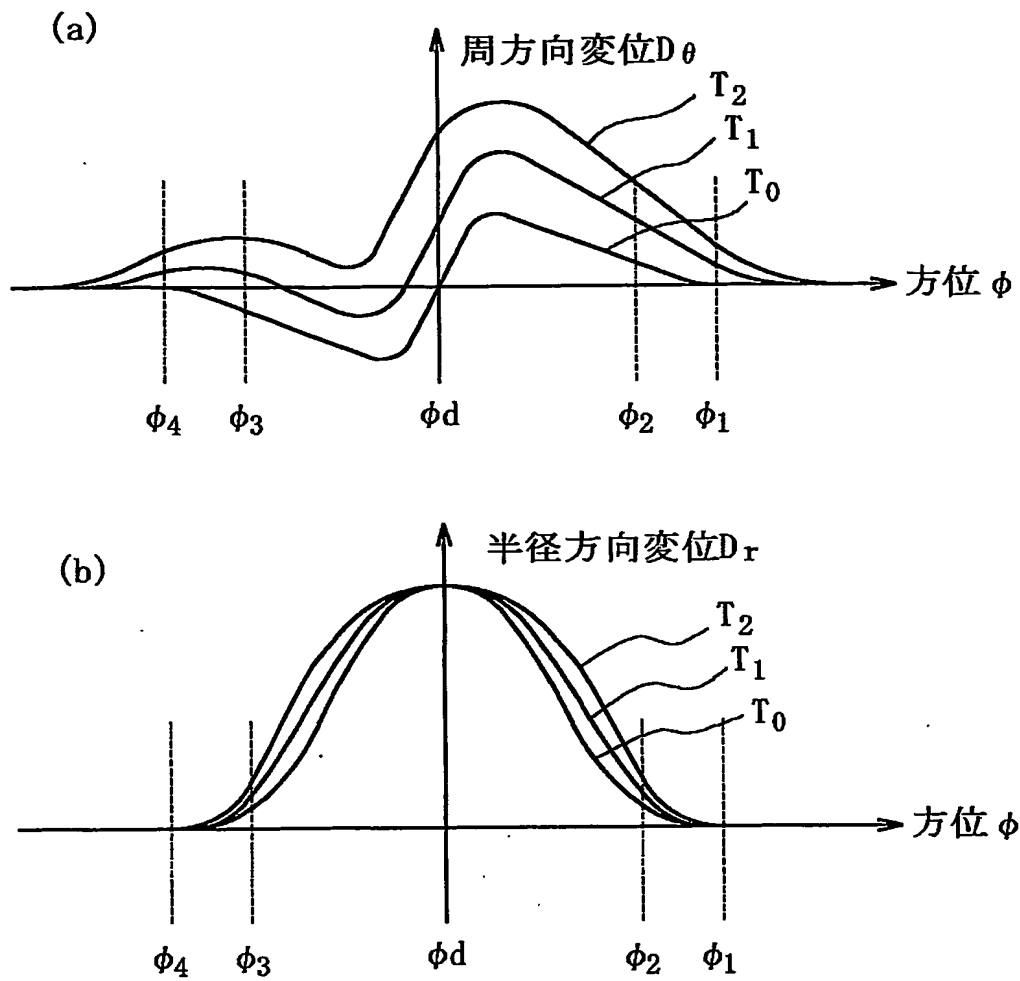 (a)
周方向変位Dθ
T2
T1
T0
方位 φ
φ4 φ3 φd φ2 φ1
(b)
半径方向変位Dr
T2
T1
T0
方位 φ
φ4 φ3 φd φ2 φ1